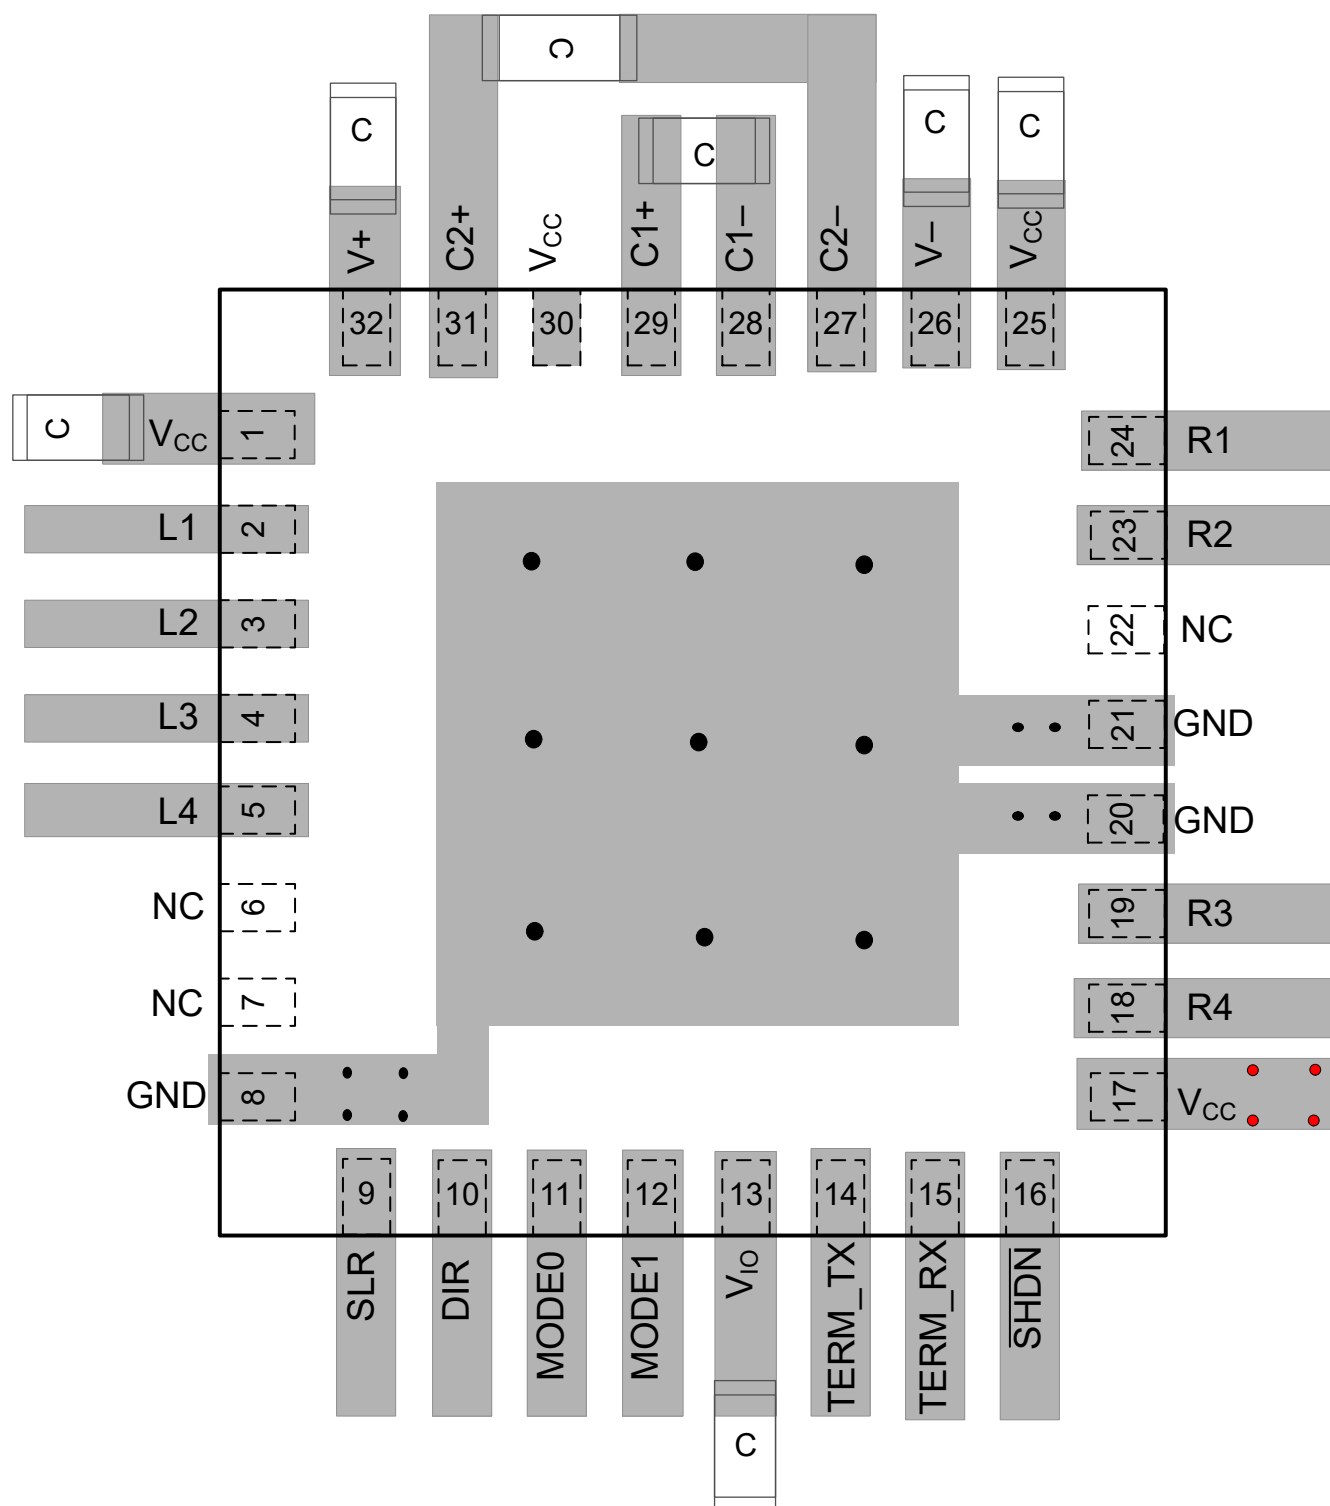 C
C
C
C
C
V+
C2+
VCC
C1+
C1–
C2–
V–
VCC
32
31
30
29
28
27
26
25
C
VCC
1
L1
2
L2
3
L3
4
L4
5
NC
6
NC
7
GND
8
24
R1
23
R2
22
NC
21
GND
20
GND
19
R3
18
R4
17
VCC
9
10
11
12
13
14
15
16
SLR
DIR
MODE0
MODE1
VIO
TERM_TX
TERM_RX
SHDN
C